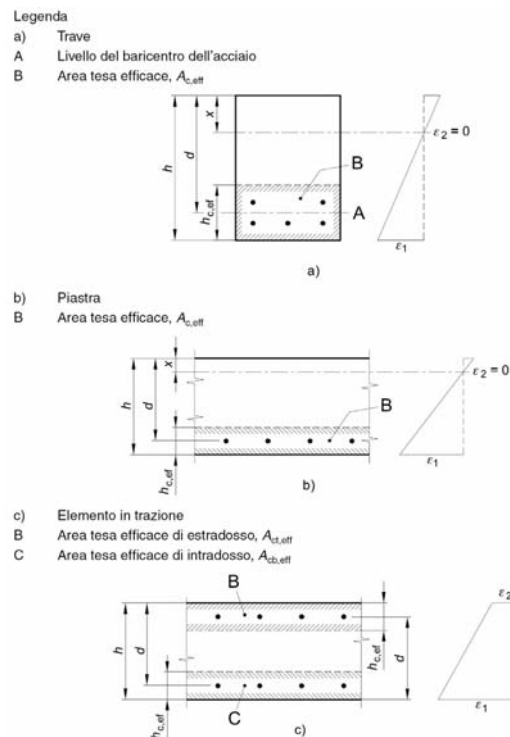 Legenda
a) Trave
A Livello del baricentro dell'acciaio
B Area tesa efficace, Ac,eff
x
ε2 = 0
h
d
B
hc,ef
A
ε1
a)
b) Piastra
B Area tesa efficace, Ac,eff
x
ε2 = 0
h
d
B
hc,ef
ε1
b)
c) Elemento in trazione
B Area tesa efficace di estradosso, Act,eff
C Area tesa efficace di intradosso, Acb,eff
B
ε2
h
d
hc,ef
d
hc,ef
C
ε1
c)